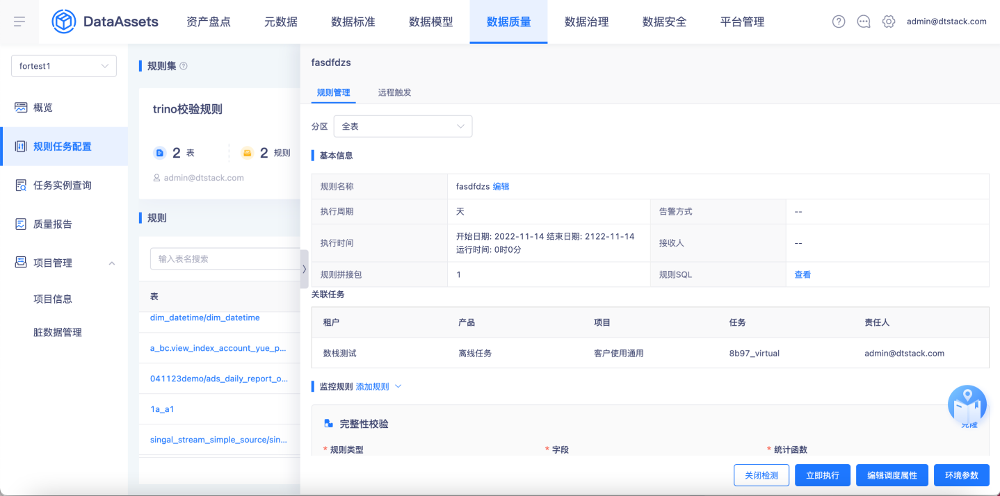 DataAssets 资产盘点 元数据 数据标准 数据模型 数据质量 数据治理 数据安全 平台管理 admin@dtstack.com
fortest1
概览
规则任务配置
任务实例查询
质量报告
项目管理
项目信息
脏数据管理
规则集
trino校验规则
2 表 2 规则
admin@dtstack.com
规则
输入表名搜索
表
dim_datetime/dim_datetime
a_bc.view_index_account_yue_p...
041123demo/ads_daily_report_o...
1a_a1
singal_stream_simple_source/sin...
fasdfdzs
规则管理 远程触发
分区 全表
基本信息
规则名称 fasdfdzs 编辑
执行周期 天 告警方式 --
执行时间 开始日期: 2022-11-14 结束日期: 2122-11-14
运行时间: 0时0分 接收人 --
规则拼接包 1 规则SQL 查看
关联任务
租户 产品 项目 任务 责任人
数栈测试 离线任务 客户使用通用 8b97_virtual admin@dtstack.com
监控规则 添加规则
完整性校验
克隆
* 规则类型 * 字段 * 统计函数
关闭检测 立即执行 编辑调度属性 环境参数